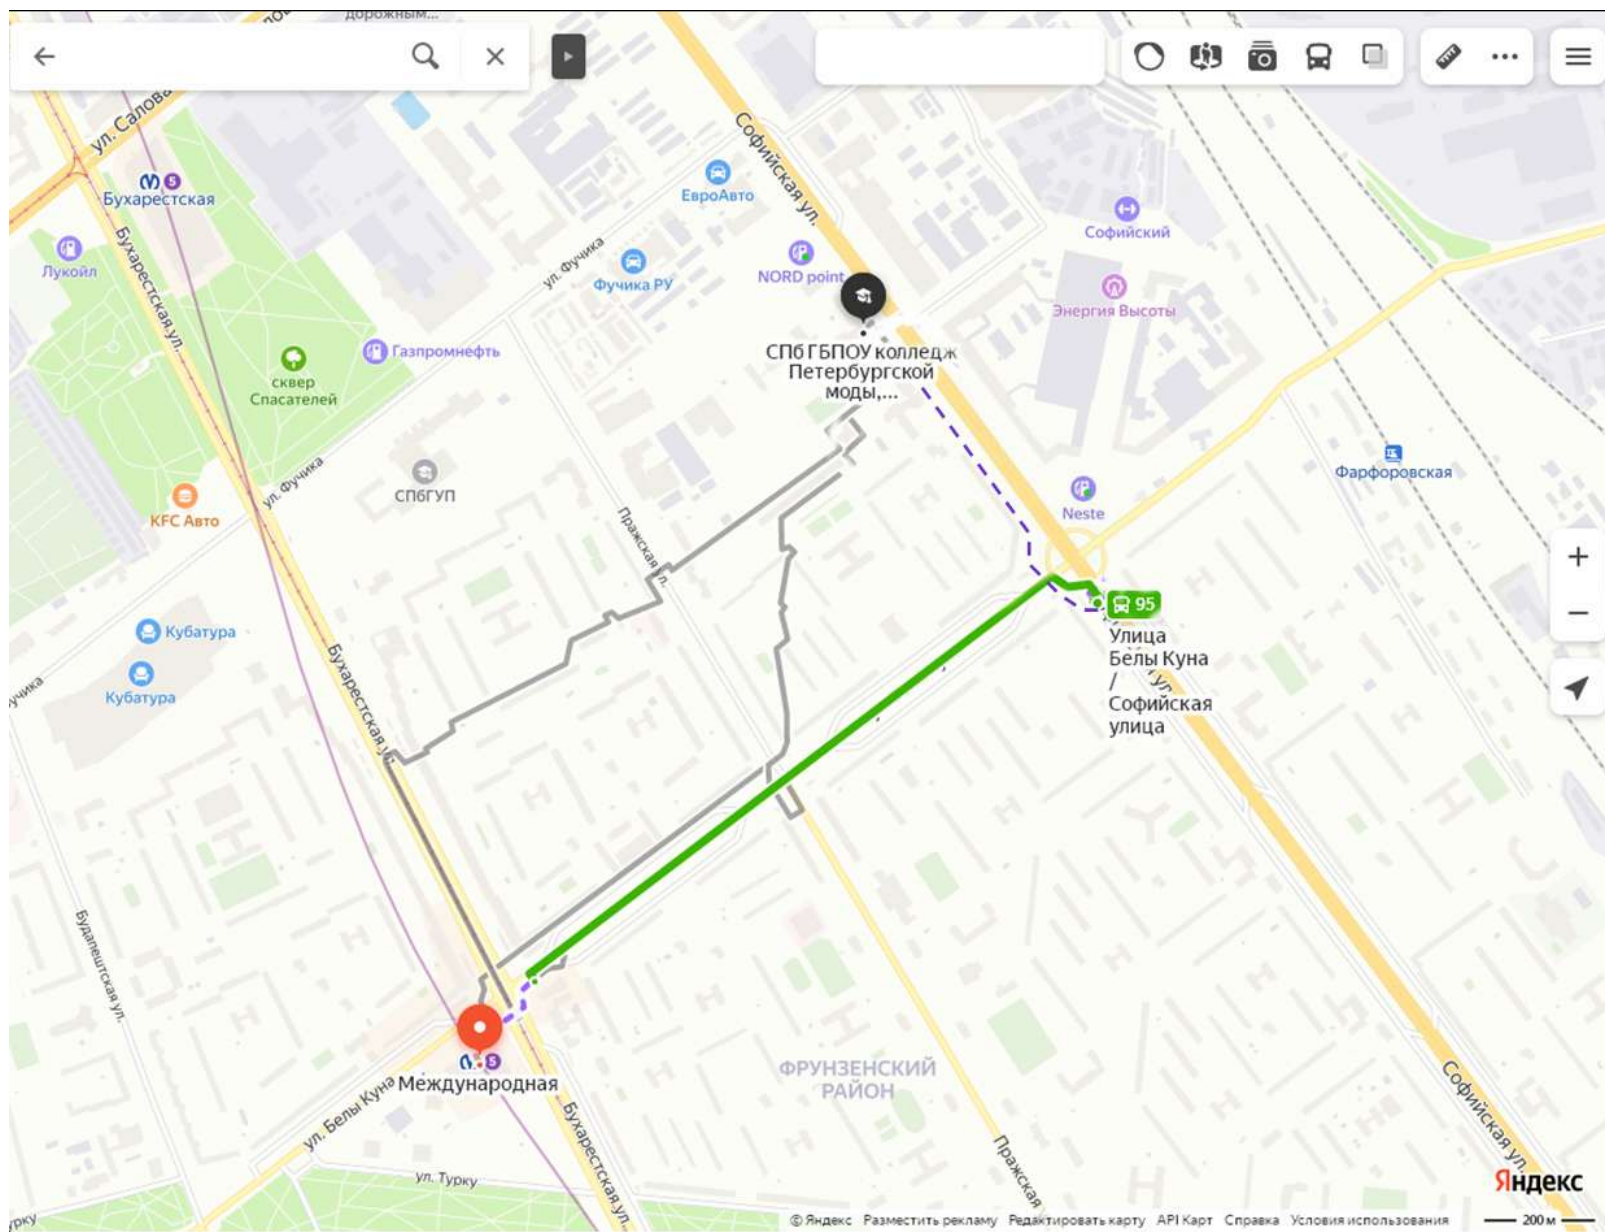 дорожным...
ул. Салова
Софийская ул.
5
Бухарестская
ЕвроАвто
Софийский
Лукойл
Бухарестская ул.
ул. Фучика
Фучика РУ
NORD point
Энергия Высоты
Газпромнефть
СПб ГБПОУ колледж
Петербургской
моды,...
сквер
Спасателей
ул. Фучика
СПбГУП
KFC Авто
Пражская ул.
Neste
Фарфоровская
95
Улица
Белы Куна
/
Софийская
улица
Кубатура
Кубатура
Бухарестская ул.
Будапештская ул.
5
Международная
ул. Белы Куна
ФРУНЗЕНСКИЙ
РАЙОН
Бухарестская ул.
Пражская
Софийская ул.
ул. Турку
Яндекс
© Яндекс Разместить рекламу Редактировать карту API Карт Справка Условия использования 200 м